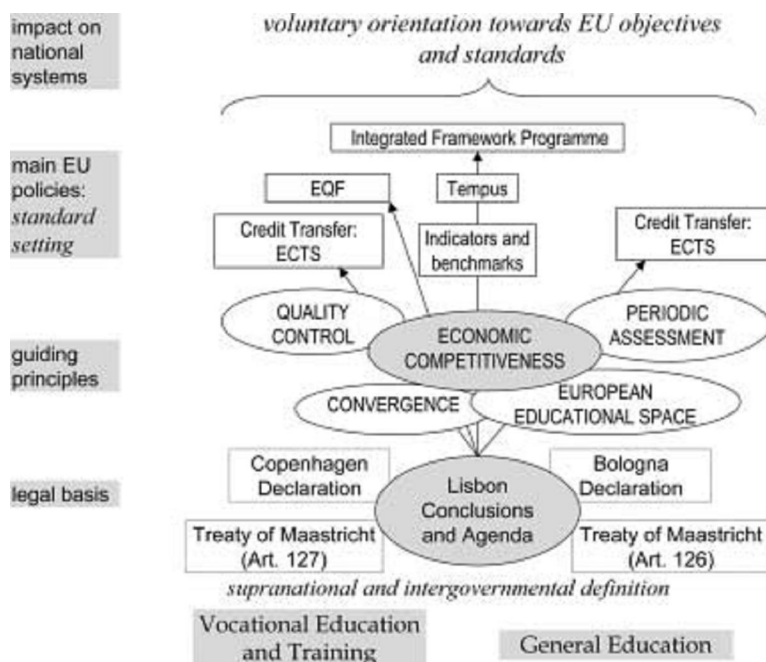 impact on
national
systems
voluntary orientation towards EU objectives
and standards
Integrated Framework Programme
main EU
policies:
standard
setting
EQF
Tempus
Credit Transfer:
ECTS
Indicators and
benchmarks
Credit Transfer:
ECTS
QUALITY
CONTROL
ECONOMIC
COMPETITIVENESS
PERIODIC
ASSESSMENT
guiding
principles
CONVERGENCE
EUROPEAN
EDUCATIONAL SPACE
legal basis
Copenhagen
Declaration
Lisbon
Conclusions
and Agenda
Bologna
Declaration
Treaty of Maastricht
(Art. 127)
Treaty of Maastricht
(Art. 126)
supranational and intergovernmental definition
Vocational Education
and Training
General Education